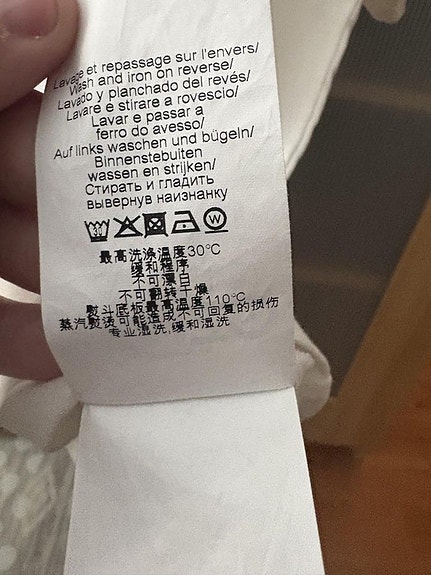 Lavage et repassage sur l'envers/
Wash and iron on reverse/
Lavado y planchado del revés/
Lavare e stirare a rovescio/
Lavar e passar a
ferro do avesso/
Auf links waschen und bügeln/
Binnenstebuiten
wassen en strijken/
Стирать и гладить
вывернув наизнанку
W
最高洗涤温度30°C
缓和程序
不可漂白
不可翻转干燥
熨斗底板最高温度110°C
蒸汽熨烫可能造成不可回复的损伤
专业湿洗,缓和湿洗